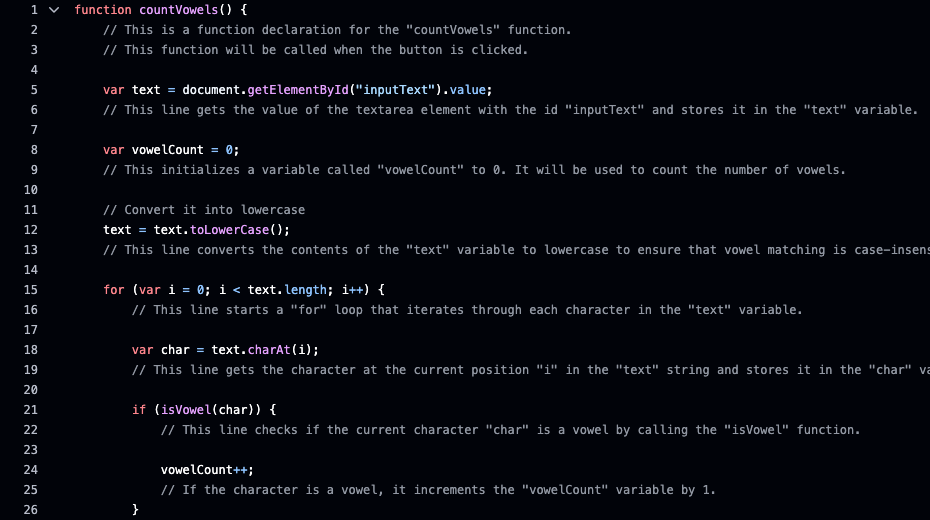 1 function countVowels() {
2 // This is a function declaration for the "countVowels" function.
3 // This function will be called when the button is clicked.
4
5 var text = document.getElementById("inputText").value;
6 // This line gets the value of the textarea element with the id "inputText" and stores it in the "text" variable.
7
8 var vowelCount = 0;
9 // This initializes a variable called "vowelCount" to 0. It will be used to count the number of vowels.
10
11 // Convert it into lowercase
12 text = text.toLowerCase();
13 // This line converts the contents of the "text" variable to lowercase to ensure that vowel matching is case-insens
14
15 for (var i = 0; i < text.length; i++) {
16 // This line starts a "for" loop that iterates through each character in the "text" variable.
17
18 var char = text.charAt(i);
19 // This line gets the character at the current position "i" in the "text" string and stores it in the "char" va
20
21 if (isVowel(char)) {
22 // This line checks if the current character "char" is a vowel by calling the "isVowel" function.
23
24 vowelCount++;
25 // If the character is a vowel, it increments the "vowelCount" variable by 1.
26 }